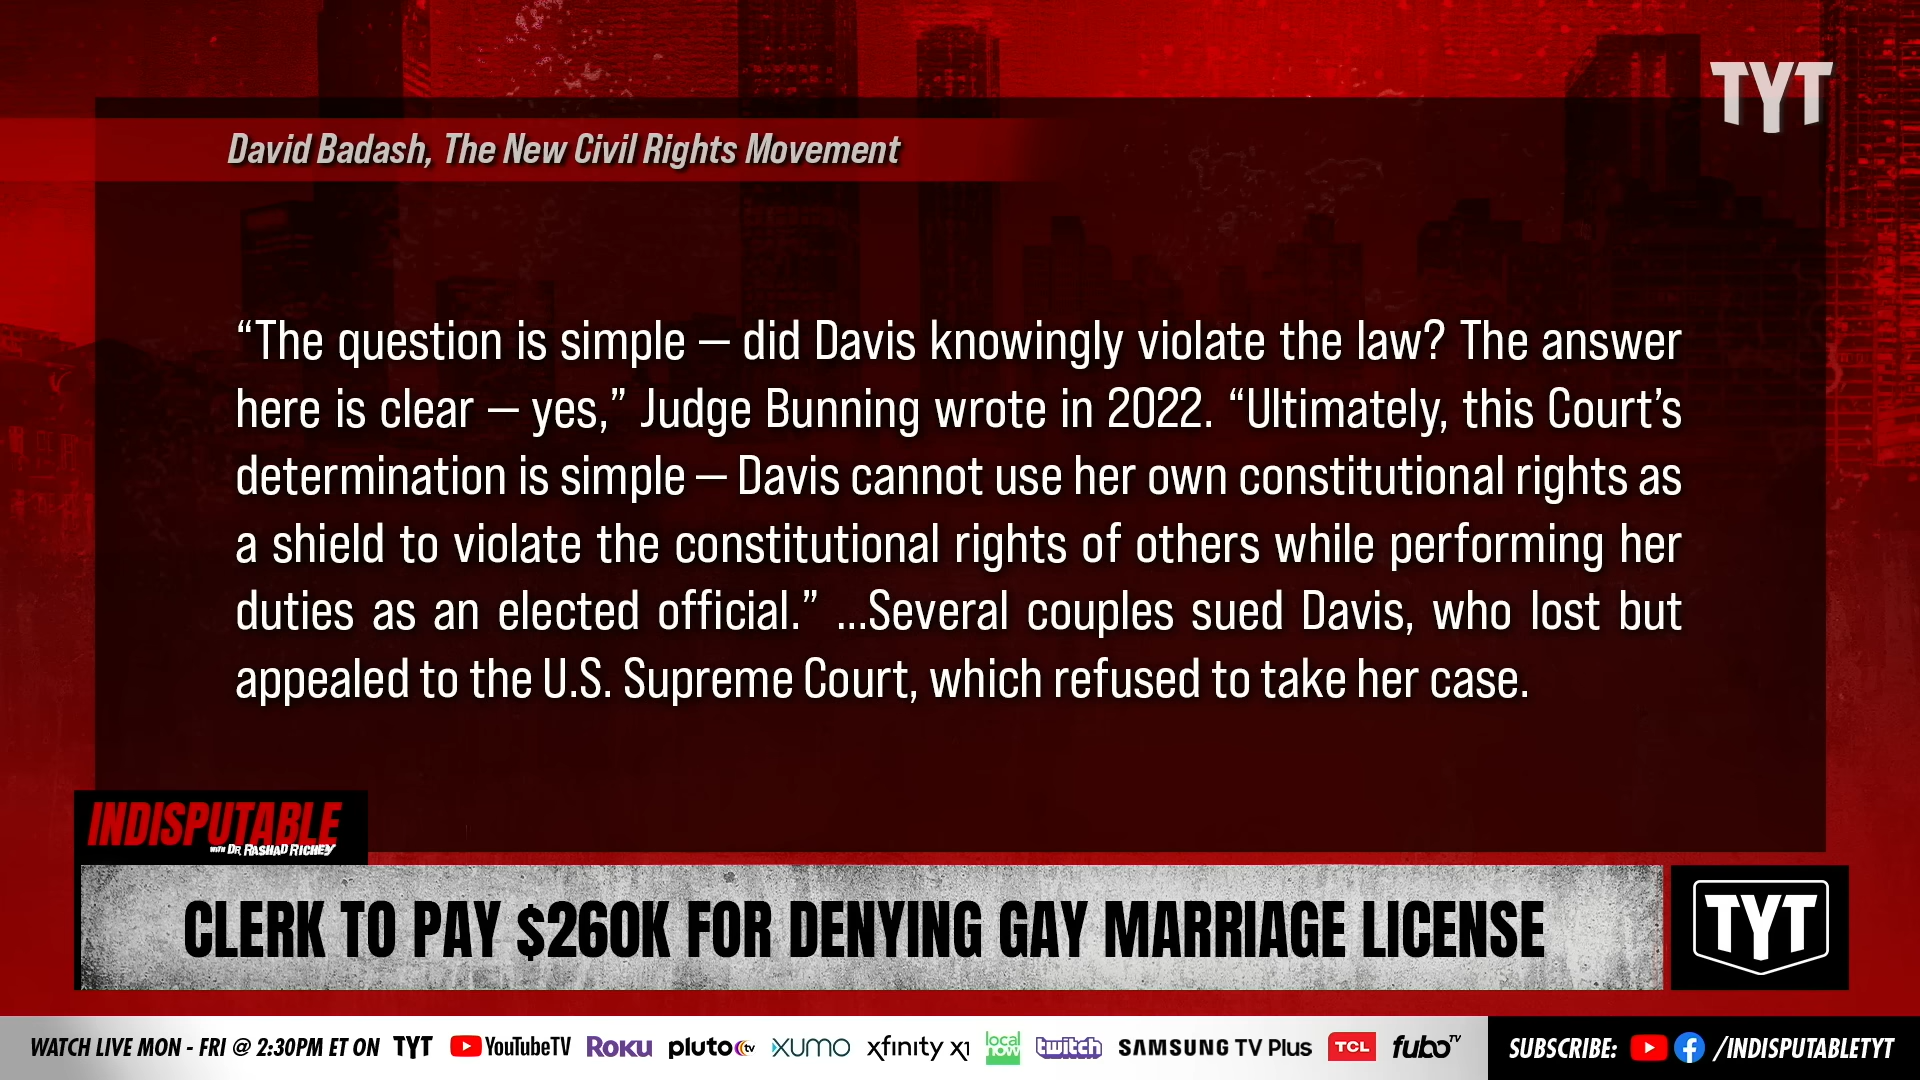 TYT
David Badash, The New Civil Rights Movement
“The question is simple — did Davis knowingly violate the law? The answer
here is clear — yes,” Judge Bunning wrote in 2022. “Ultimately, this Court’s
determination is simple — Davis cannot use her own constitutional rights as
a shield to violate the constitutional rights of others while performing her
duties as an elected official.” ...Several couples sued Davis, who lost but
appealed to the U.S. Supreme Court, which refused to take her case.
INDISPUTABLE
WITH DR RASHAD RICHEY
CLERK TO PAY $260K FOR DENYING GAY MARRIAGE LICENSE
TYT
WATCH LIVE MON - FRI @ 2:30PM ET ON TYT YouTubeTV ROKU pluto tv XUMO xfinity x1 local now twitch SAMSUNG TV Plus TCL fubo TV SUBSCRIBE: /INDISPUTABLETYT